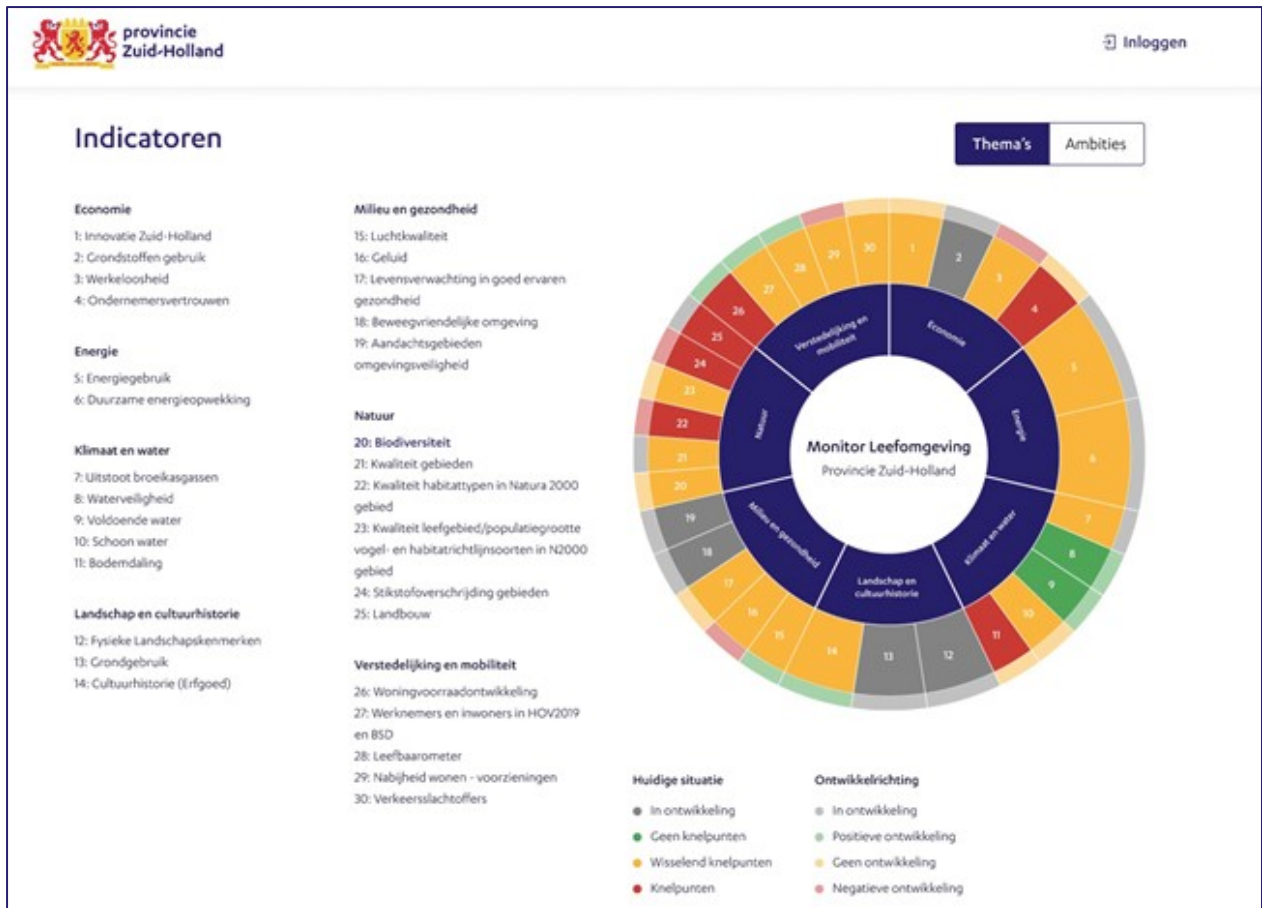 provincie
Zuid-Holland
Inloggen
Indicatoren
Thema's
Ambities
Economie
1: Innovatie Zuid-Holland
2: Grondstoffen gebruik
3: Werkeloosheid
4: Ondernemersvertrouwen
Energie
5: Energiegebruik
6: Duurzame energieopwekking
Klimaat en water
7: Uitstoot broeikasgassen
8: Waterveiligheid
9: Voldoende water
10: Schoon water
11: Bodemdaling
Landschap en cultuurhistorie
12: Fysieke Landschapskenmerken
13: Grondgebruik
14: Cultuurhistorie (Erfgoed)
Milieu en gezondheid
15: Luchtkwaliteit
16: Geluid
17: Levensverwachting in goed ervaren
gezondheid
18: Beweegvriendelijke omgeving
19: Aandachtsgebieden
omgevingsveiligheid
Natuur
20: Biodiversiteit
21: Kwaliteit gebieden
22: Kwaliteit habitattypen in Natura 2000
gebied
23: Kwaliteit leefgebied/populatiegrootte
vogel- en habitatrichtlijnsoorten in N2000
gebied
24: Stikstofoverschrijding gebieden
25: Landbouw
Verstedelijking en mobiliteit
26: Woningvoorraadontwikkeling
27: Werknemers en inwoners in HOV2019
en BSD
28: Leefbaarometer
29: Nabijheid wonen - voorzieningen
30: Verkeersslachtoffers
1
2
3
4
5
6
7
8
9
10
11
12
13
14
15
16
17
18
19
20
21
22
23
24
25
26
27
28
29
30
Economie
Energie
Klimaat en water
Landschap en
cultuurhistorie
Milieu en gezondheid
Natuur
Verstedelijking en
mobiliteit
Monitor Leefomgeving
Provincie Zuid-Holland
Huidige situatie
In ontwikkeling
Geen knelpunten
Wisselend knelpunten
Knelpunten
Ontwikkelrichting
In ontwikkeling
Positieve ontwikkeling
Geen ontwikkeling
Negatieve ontwikkeling